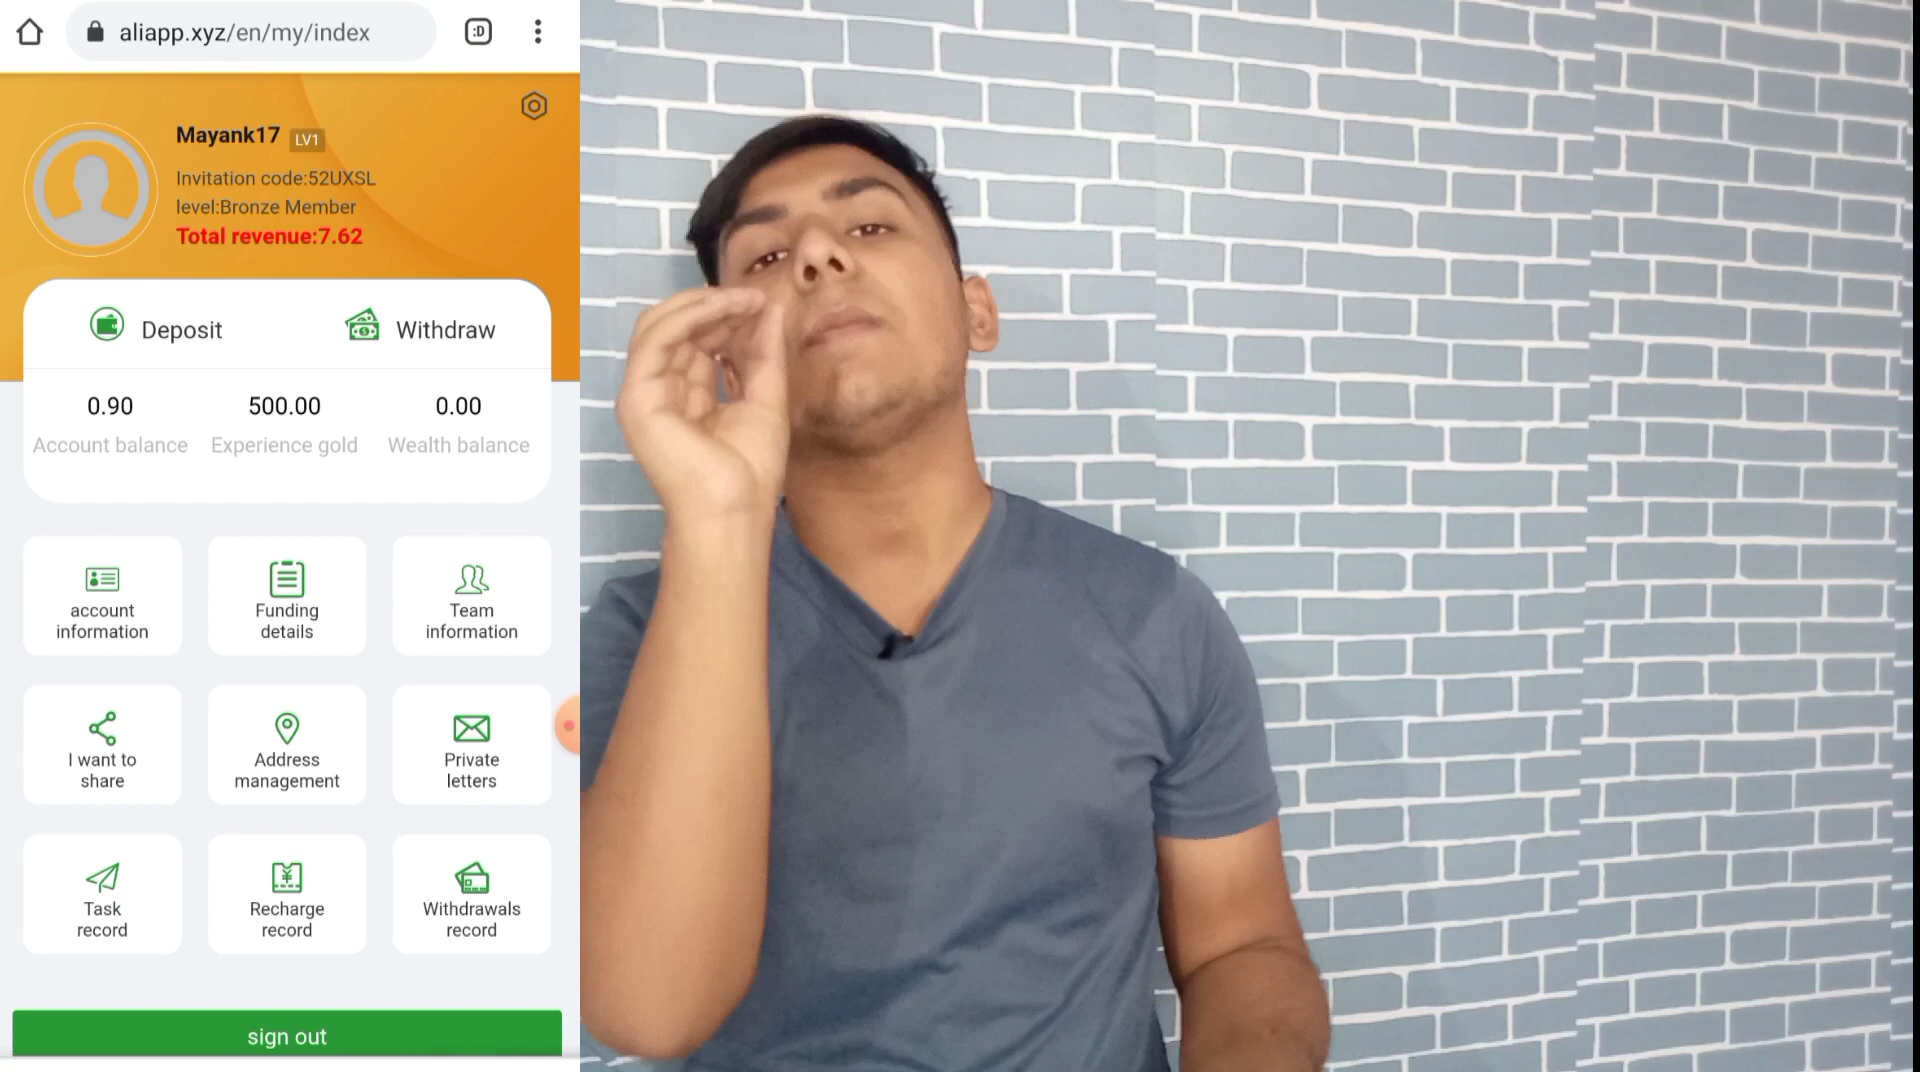 :D
aliapp.xyz/en/my/index
Mayank17 LV1
Invitation code:52UXSL
level:Bronze Member
Total revenue:7.62
Deposit
Withdraw
0.90
500.00
0.00
Account balance
Experience gold
Wealth balance
account
information
Funding
details
Team
information
I want to
share
Address
management
Private
letters
Task
record
Recharge
record
Withdrawals
record
sign out